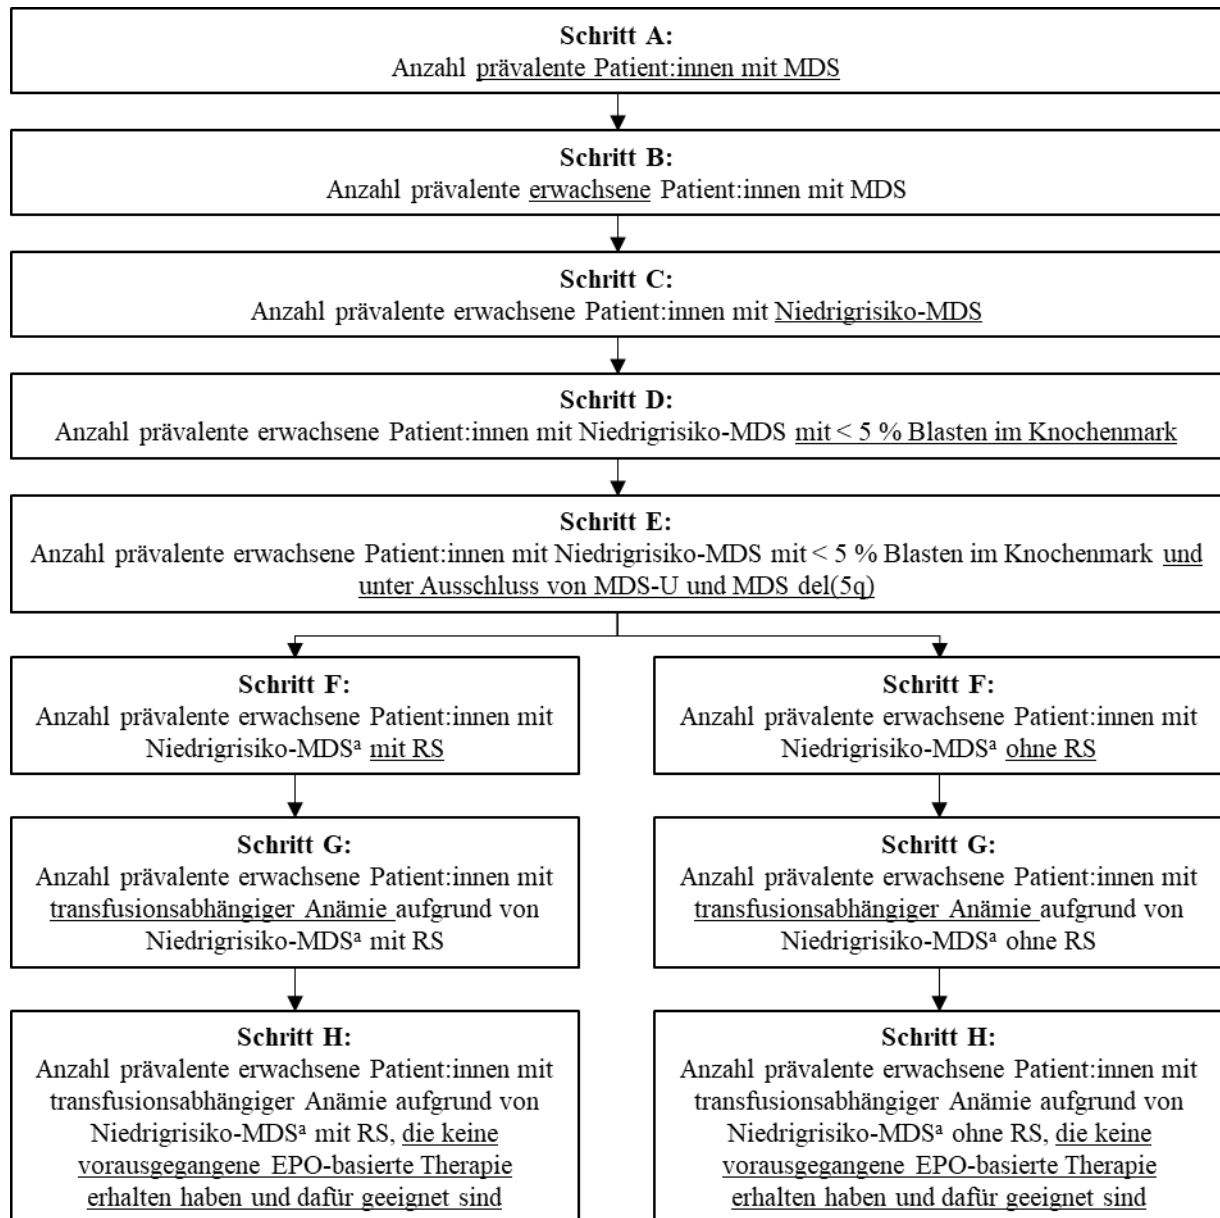 Schritt A:
Anzahl prävalente Patient:innen mit MDS
Schritt B:
Anzahl prävalente erwachsene Patient:innen mit MDS
Schritt C:
Anzahl prävalente erwachsene Patient:innen mit Niedrigrisiko-MDS
Schritt D:
Anzahl prävalente erwachsene Patient:innen mit Niedrigrisiko-MDS mit < 5 % Blasten im Knochenmark
Schritt E:
Anzahl prävalente erwachsene Patient:innen mit Niedrigrisiko-MDS mit < 5 % Blasten im Knochenmark und
unter Ausschluss von MDS-U und MDS del(5q)
Schritt F:
Anzahl prävalente erwachsene Patient:innen mit
Niedrigrisiko-MDSᵃ mit RS
Schritt F:
Anzahl prävalente erwachsene Patient:innen mit
Niedrigrisiko-MDSᵃ ohne RS
Schritt G:
Anzahl prävalente erwachsene Patient:innen mit
transfusionsabhängiger Anämie aufgrund von
Niedrigrisiko-MDSᵃ mit RS
Schritt G:
Anzahl prävalente erwachsene Patient:innen mit
transfusionsabhängiger Anämie aufgrund von
Niedrigrisiko-MDSᵃ ohne RS
Schritt H:
Anzahl prävalente erwachsene Patient:innen mit
transfusionsabhängiger Anämie aufgrund von
Niedrigrisiko-MDSᵃ mit RS, die keine
vorausgegangene EPO-basierte Therapie
erhalten haben und dafür geeignet sind
Schritt H:
Anzahl prävalente erwachsene Patient:innen mit
transfusionsabhängiger Anämie aufgrund von
Niedrigrisiko-MDSᵃ ohne RS, die keine
vorausgegangene EPO-basierte Therapie
erhalten haben und dafür geeignet sind